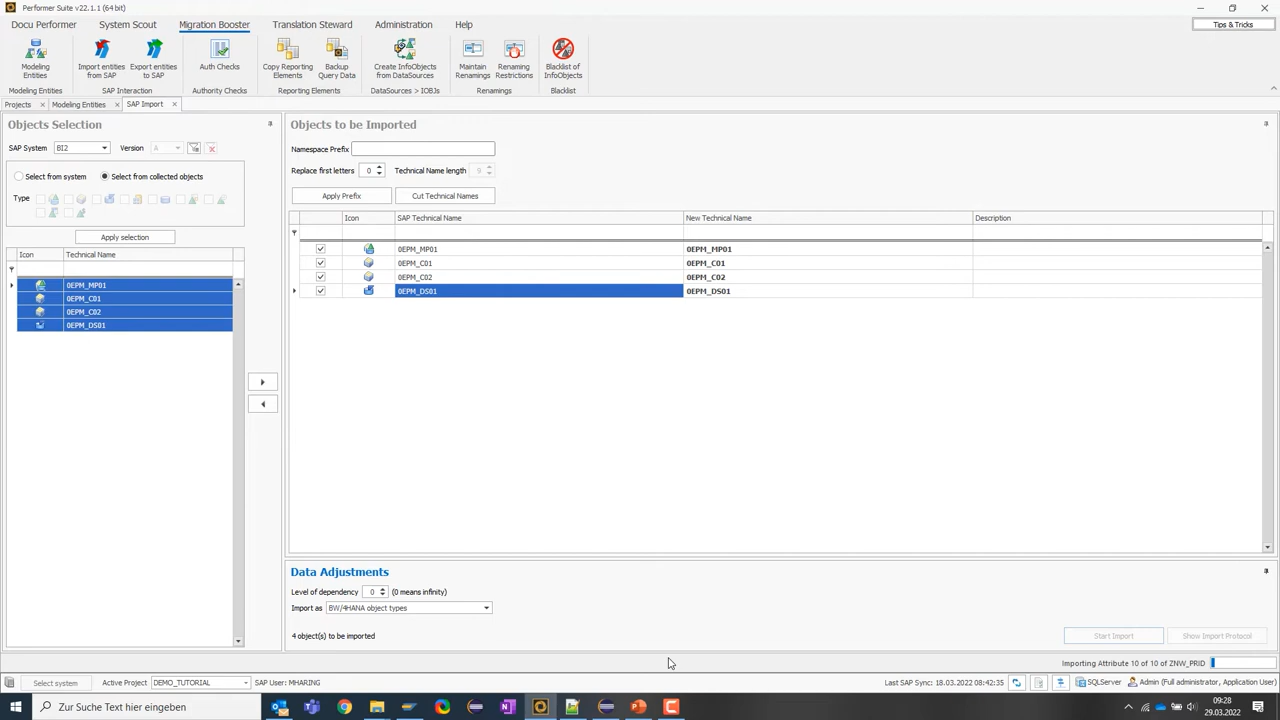 Performer Suite v22.1.1 (64 bit)
Docu Performer System Scout Migration Booster Translation Steward Administration Help
Tips & Tricks
Modeling Entities
Import entities from SAP
Export entities to SAP
Auth Checks
Copy Reporting Elements
Backup Query Data
Create InfoObjects from DataSources
Maintain Renamings
Renaming Restrictions
Blacklist of InfoObjects
Modeling Entities SAP Interaction Authority Checks Reporting Elements DataSources > IOBJs Renamings Blacklist
Projects Modeling Entities SAP Import
Objects Selection
SAP System BI2 Version A
Select from system Select from collected objects
Type
Apply selection
Icon Technical Name
0EPM_MP01
0EPM_C01
0EPM_C02
0EPM_DS01
Objects to be Imported
Namespace Prefix
Replace first letters 0 Technical Name length 9
Apply Prefix Cut Technical Names
Icon SAP Technical Name New Technical Name Description
0EPM_MP01 0EPM_MP01
0EPM_C01 0EPM_C01
0EPM_C02 0EPM_C02
0EPM_DS01 0EPM_DS01
Data Adjustments
Level of dependency 0 (0 means infinity)
Import as BW/4HANA object types
4 object(s) to be imported
Start Import Show Import Protocol
Importing Attribute 10 of 10 of ZNW_PRID
Select system Active Project DEMO_TUTORIAL SAP User: MHARING Last SAP Sync: 18.03.2022 08:42:35 SQLServer Admin (Full administrator, Application User)
Zur Suche Text hier eingeben
09:28
29.03.2022